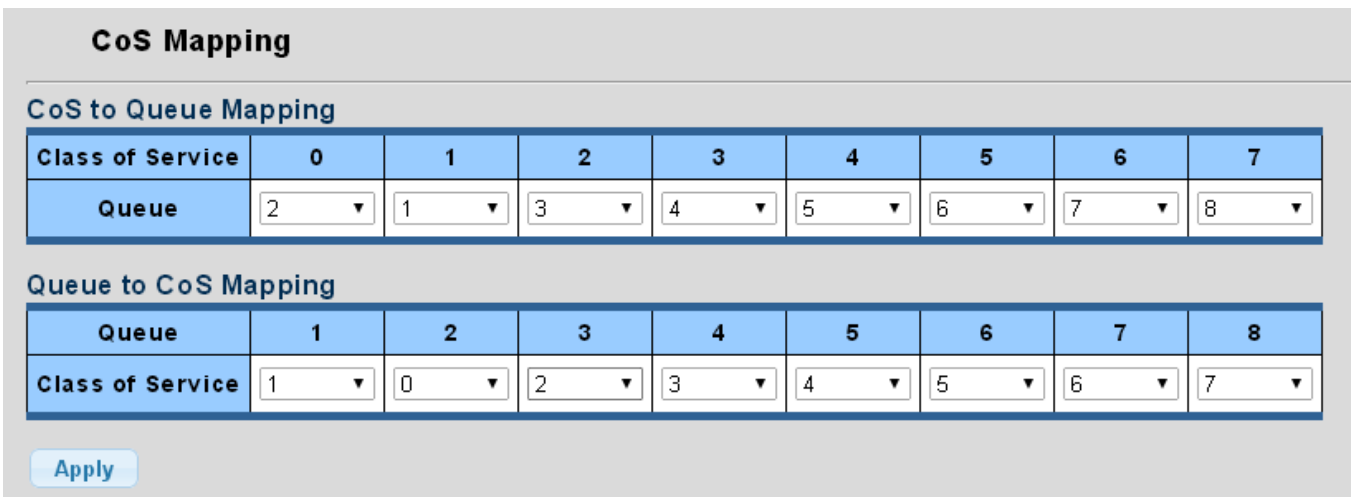 CoS Mapping
CoS to Queue Mapping
Class of Service 0 1 2 3 4 5 6 7
Queue 2 1 3 4 5 6 7 8
Queue to CoS Mapping
Queue 1 2 3 4 5 6 7 8
Class of Service 1 0 2 3 4 5 6 7
Apply